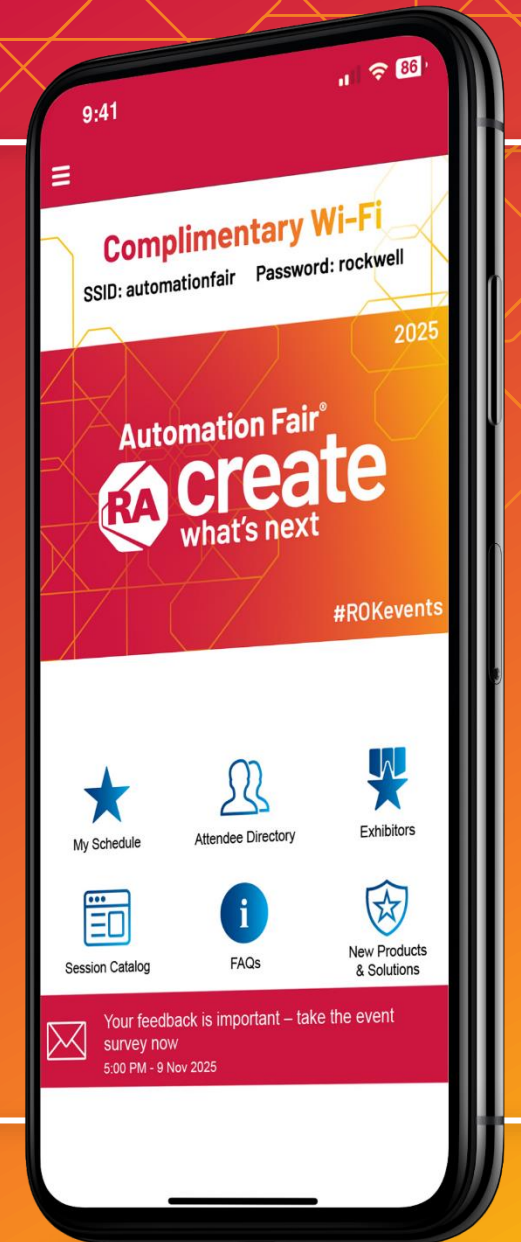 9:41
86
Complimentary Wi-Fi
SSID: automationfair Password: rockwell
2025
Automation Fair®
RA create
what's next
#ROKevents
My Schedule
Attendee Directory
Exhibitors
Session Catalog
FAQs
New Products
& Solutions
Your feedback is important – take the event
survey now
5:00 PM - 9 Nov 2025